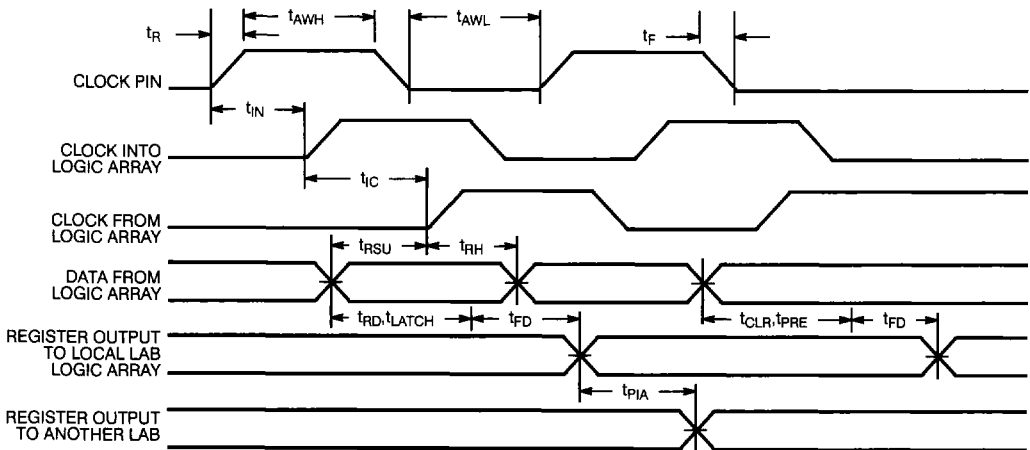 tAWH
tAWL
tR
tF
CLOCK PIN
tIN
CLOCK INTO
LOGIC ARRAY
tIC
CLOCK FROM
LOGIC ARRAY
tRSU
tRH
DATA FROM
LOGIC ARRAY
tRD,tLATCH
tFD
tCLR,tPRE
tFD
REGISTER OUTPUT
TO LOCAL LAB
LOGIC ARRAY
tPIA
REGISTER OUTPUT
TO ANOTHER LAB